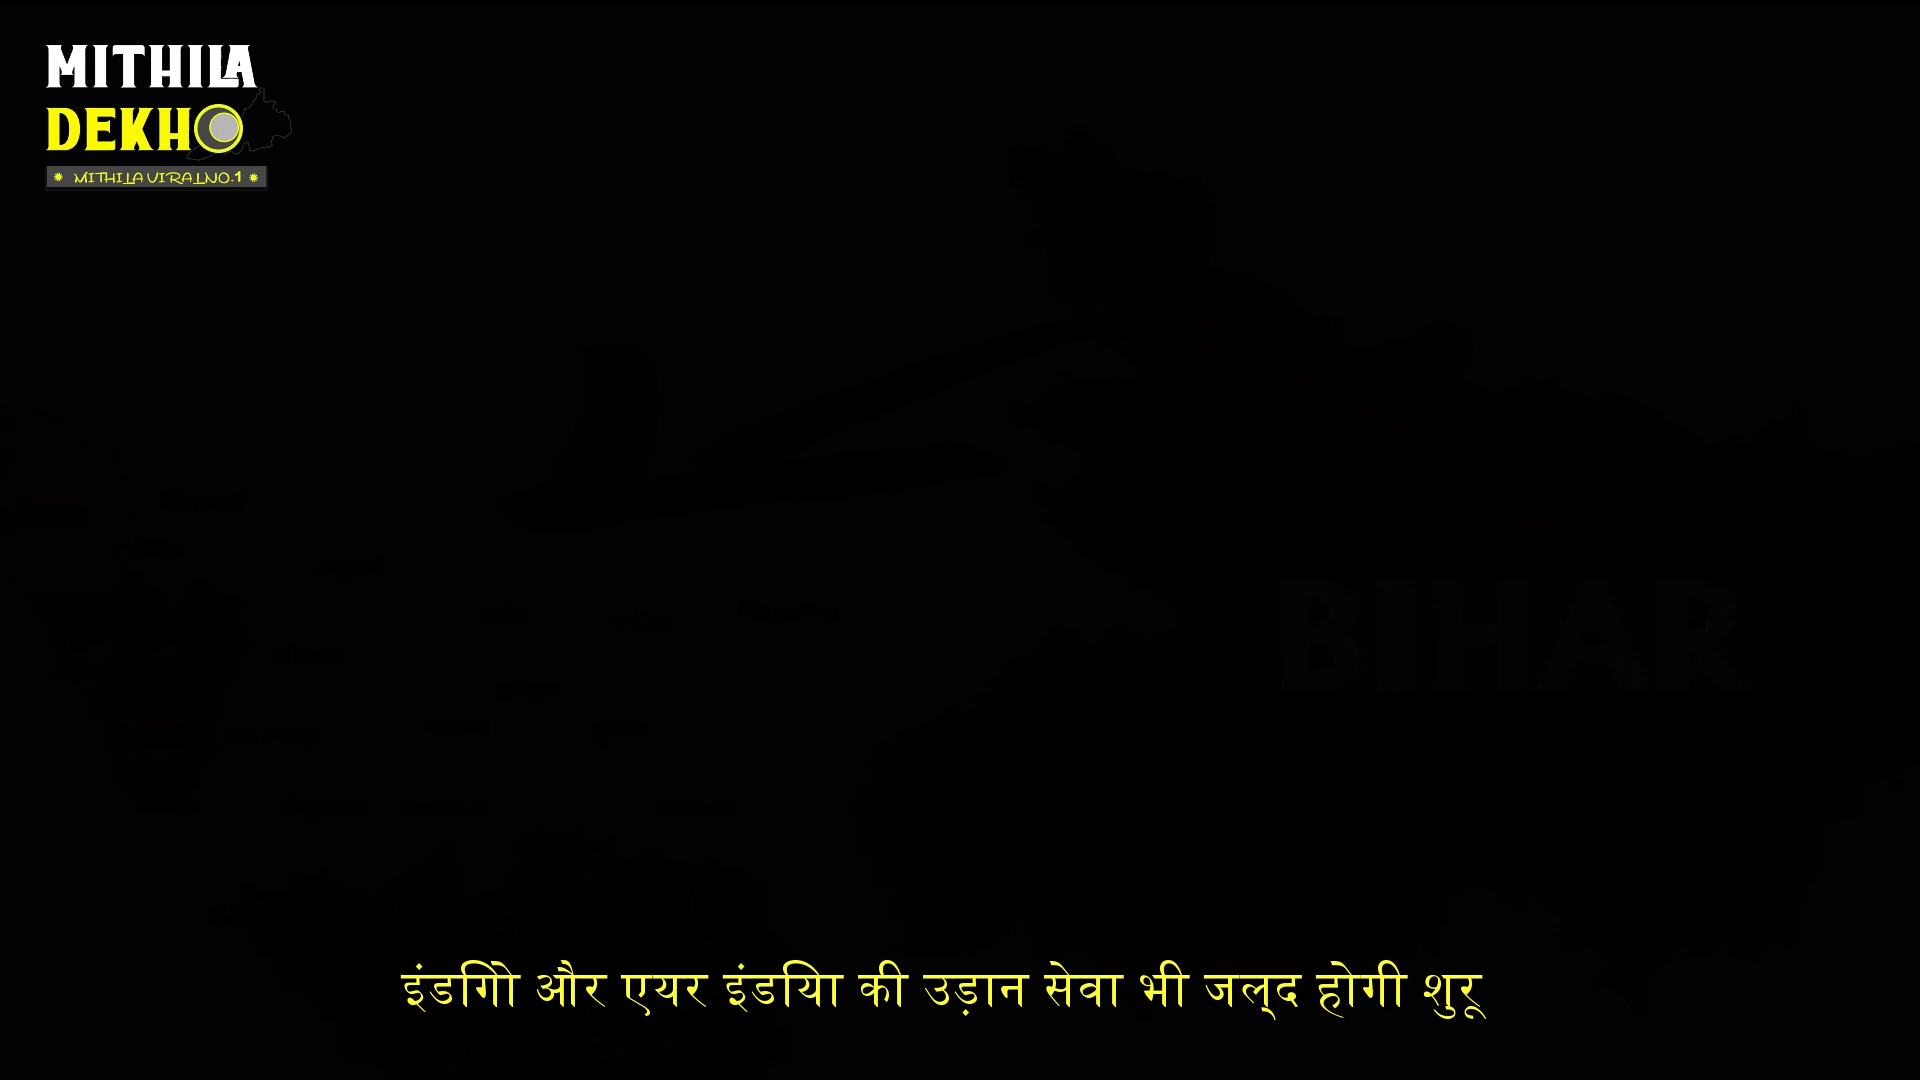 MITHILA
DEKHO
MITHILA VIRAL NO.1
BIHAR
इंडिगो और एयर इंडिया की उड़ान सेवा भी जल्द होगी शुरू